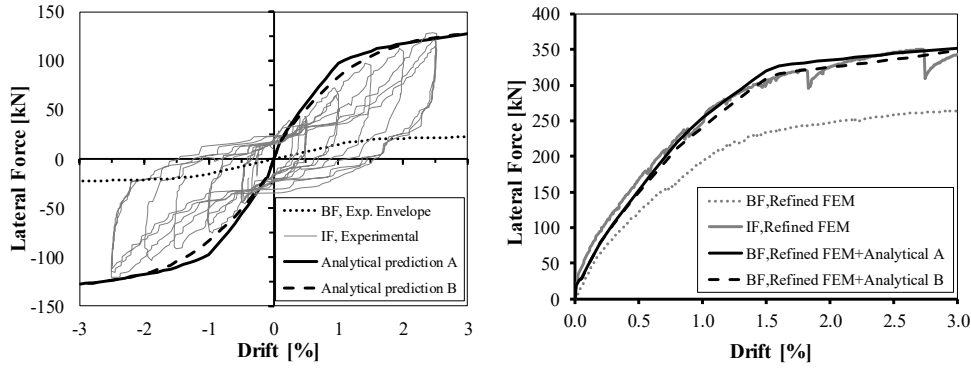 150
100
50
0
-50
-100
-150
Lateral Force [kN]
-3 -2 -1 0 1 2 3
Drift [%]
BF, Exp. Envelope
IF, Experimental
Analytical prediction A
Analytical prediction B
400
350
300
250
200
150
100
50
0
Lateral Force [kN]
0.0 0.5 1.0 1.5 2.0 2.5 3.0
Drift [%]
BF,Refined FEM
IF,Refined FEM
BF,Refined FEM+Analytical A
BF,Refined FEM+Analytical B